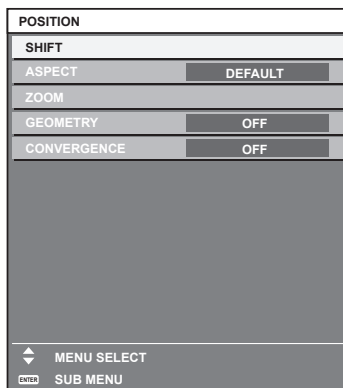 POSITION
SHIFT
ASPECT DEFAULT
ZOOM
GEOMETRY OFF
CONVERGENCE OFF
MENU SELECT
ENTER SUB MENU